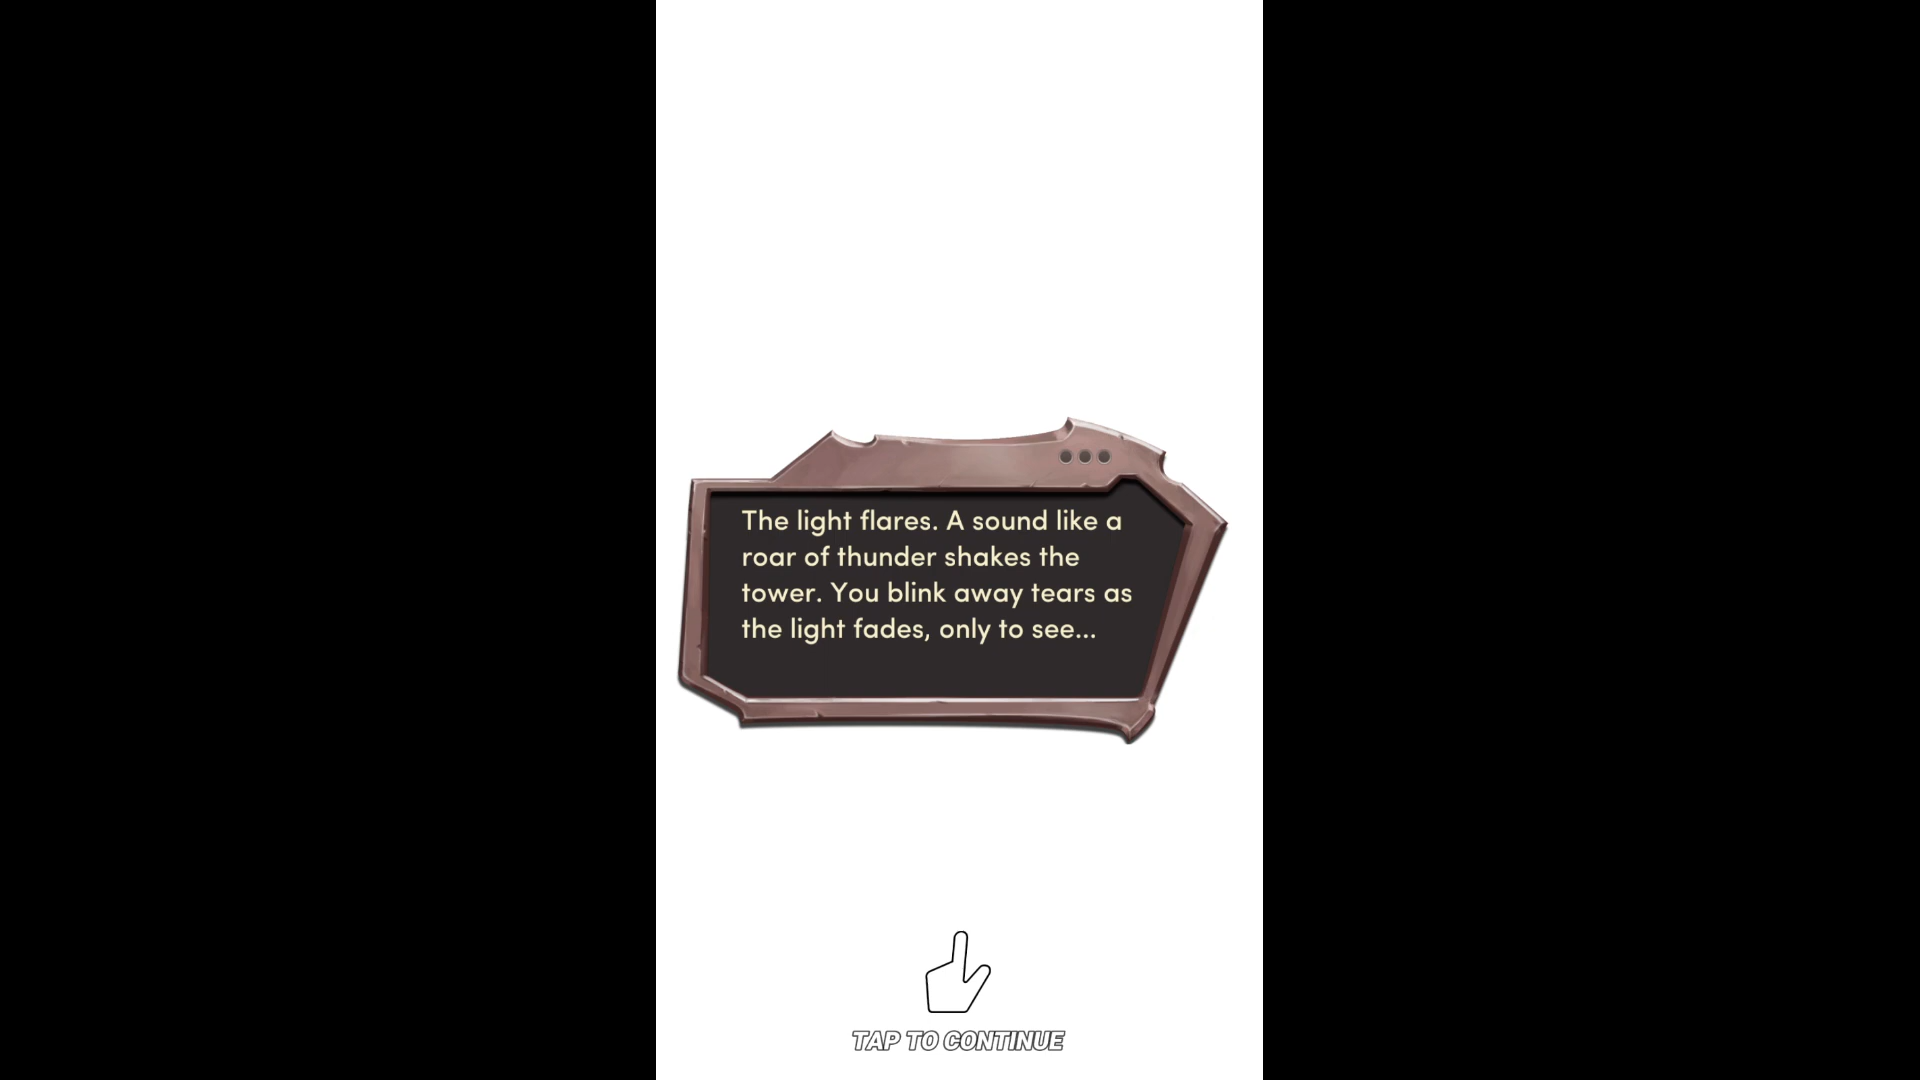 The light flares. A sound like a
roar of thunder shakes the
tower. You blink away tears as
the light fades, only to see...
TAP TO CONTINUE